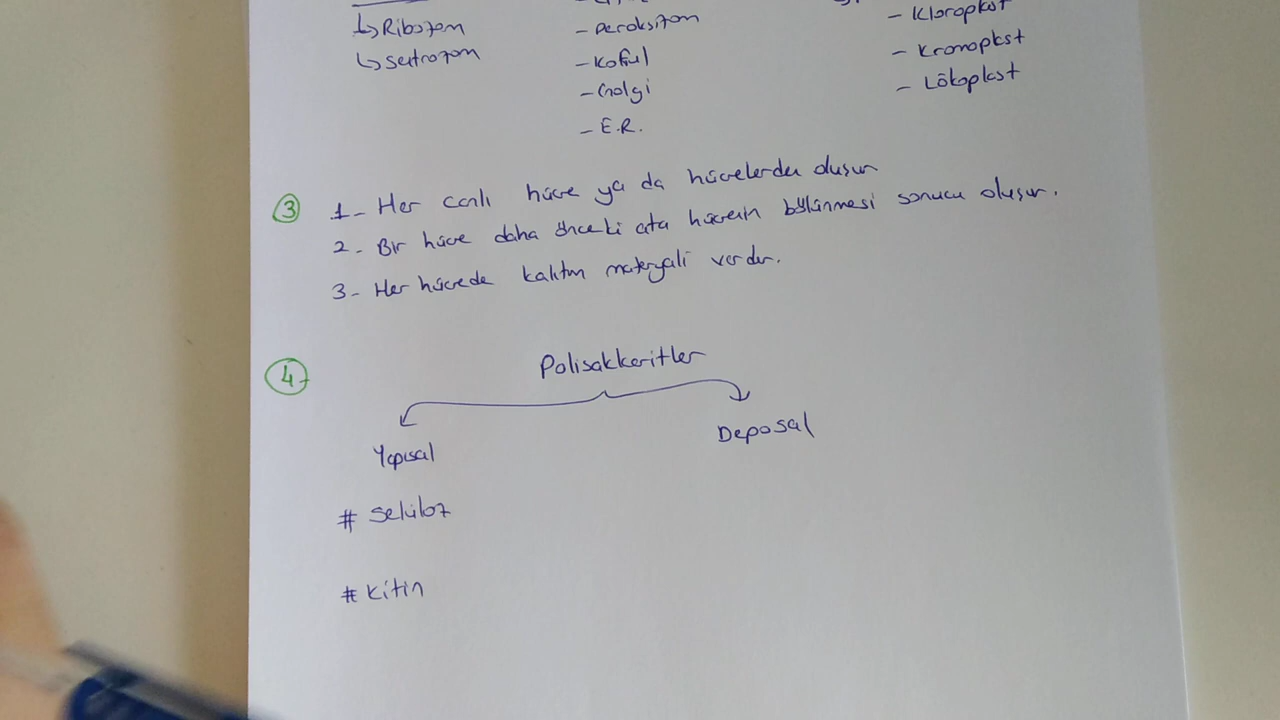 ↳ Ribozom
↳ Sentrozom
- Peroksizom
- Koful
- Golgi
- E.R.
- Kloroplast
- Kromoplast
- Lökoplast
3 1- Her canlı hücre ya da hücrelerden oluşur
2- Bir hücre daha önceki ata hücrenin bölünmesi sonucu oluşur.
3- Her hücrede kalıtım materyali vardır.
4 Polisakkaritler
Yapısal
Deposal
# Selüloz
# Kitin